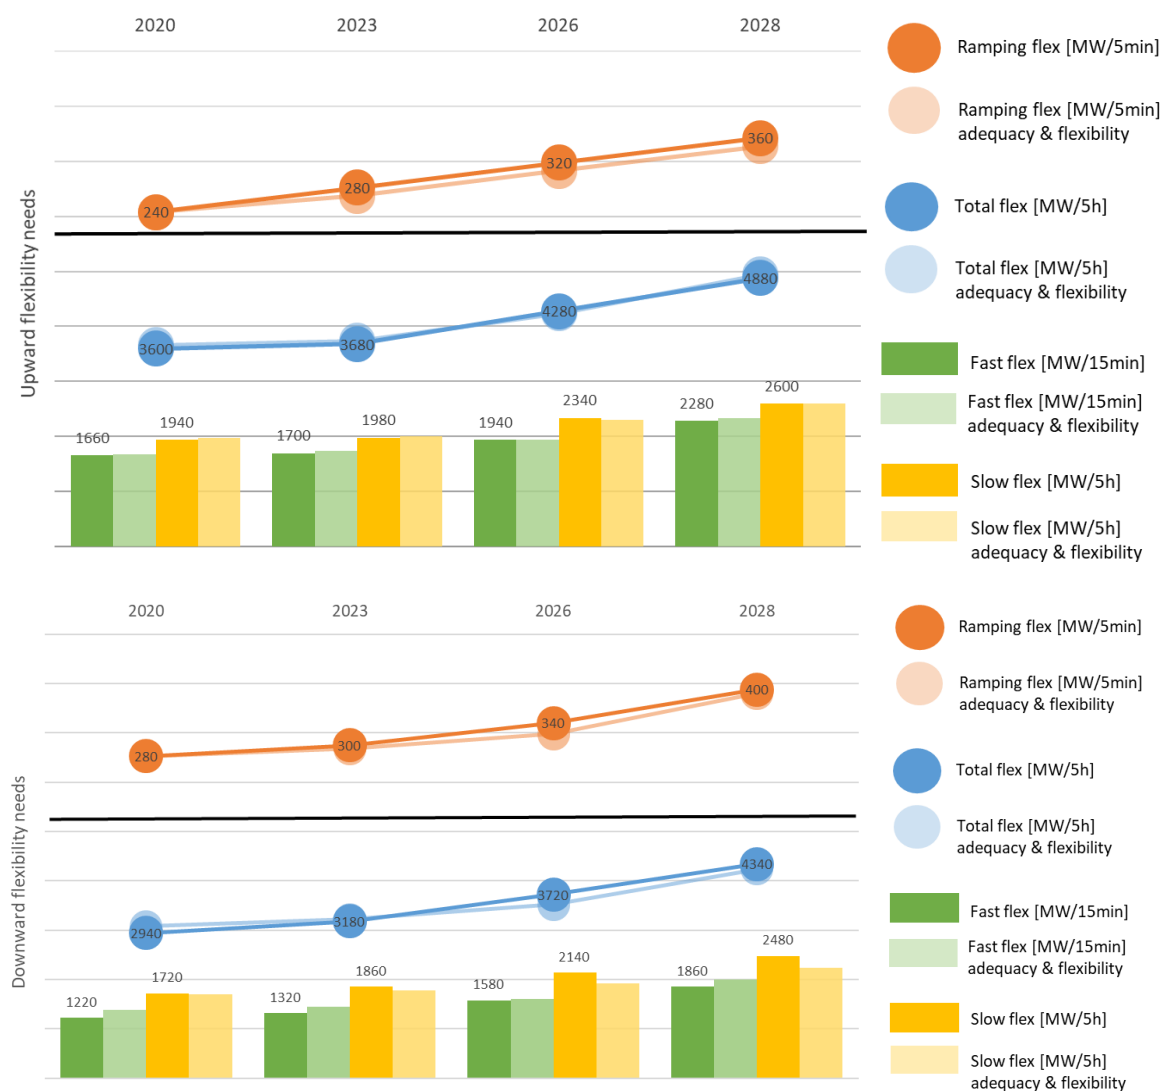 2020 2023 2026 2028
Ramping flex [MW/5min]
Ramping flex [MW/5min]
adequacy & flexibility
Total flex [MW/5h]
Total flex [MW/5h]
adequacy & flexibility
Fast flex [MW/15min]
Fast flex [MW/15min]
adequacy & flexibility
Slow flex [MW/5h]
Slow flex [MW/5h]
adequacy & flexibility
Upward flexibility needs
240 280 320 360
3600 3680 4280 4880
1660 1940 1700 1980 1940 2340 2280 2600
2020 2023 2026 2028
Ramping flex [MW/5min]
Ramping flex [MW/5min]
adequacy & flexibility
Total flex [MW/5h]
Total flex [MW/5h]
adequacy & flexibility
Fast flex [MW/15min]
Fast flex [MW/15min]
adequacy & flexibility
Slow flex [MW/5h]
Slow flex [MW/5h]
adequacy & flexibility
Downward flexibility needs
280 300 340 400
2940 3180 3720 4340
1220 1720 1320 1860 1580 2140 1860 2480